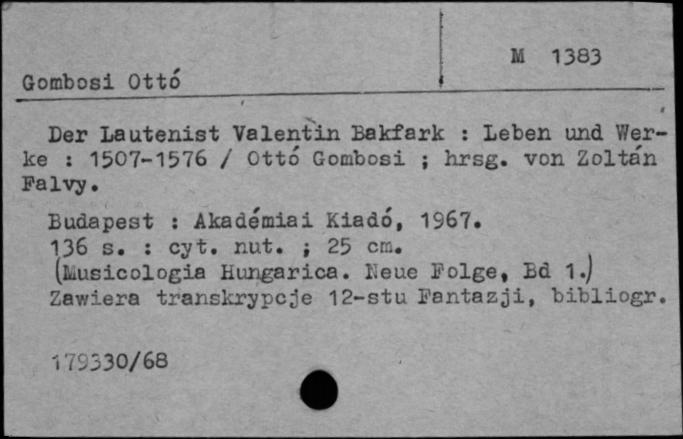 M 1383
Gombosi Ottó
Der Lautenist Valentin Bakfark : Leben und Wer-
ke : 1507-1576 / Ottó Gombosi ; hrsg. von Zoltán
Falvy.
Budapest : Akadémiai Kiadó, 1967.
136 s. : cyt. nut. ; 25 cm.
(Musicologia Hungarica. Neue Folge, Bd 1.)
Zawiera transkrypcje 12-stu Fantazji, bibliogr.
179330/68